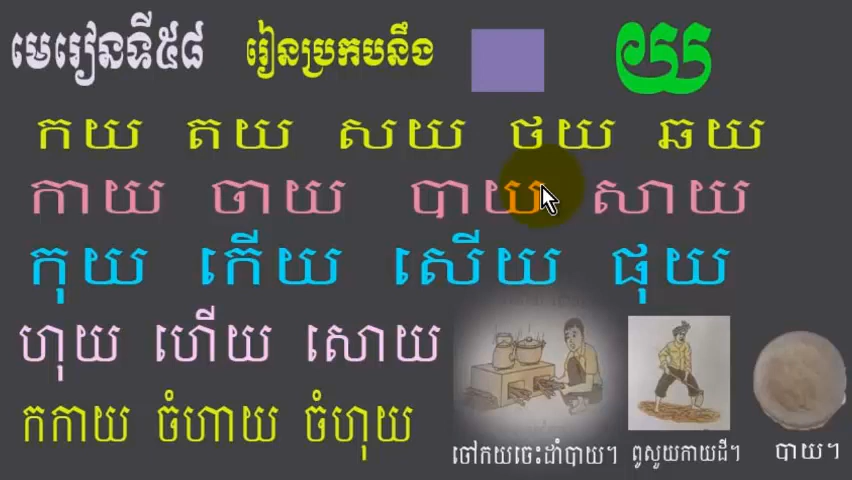 មេរៀនទី៥៨ រៀនប្រកបនឹង យ
កយ តយ សយ ថយ ឆយ
កាយ ចាយ បាយ សាយ
កុយ កើយ សើយ ផុយ
ហុយ ហើយ សោយ
កកាយ ចំហាយ ចំហុយ
ចៅកយចេះដាំបាយ។ ពូសួយកាយដី។ បាយ។